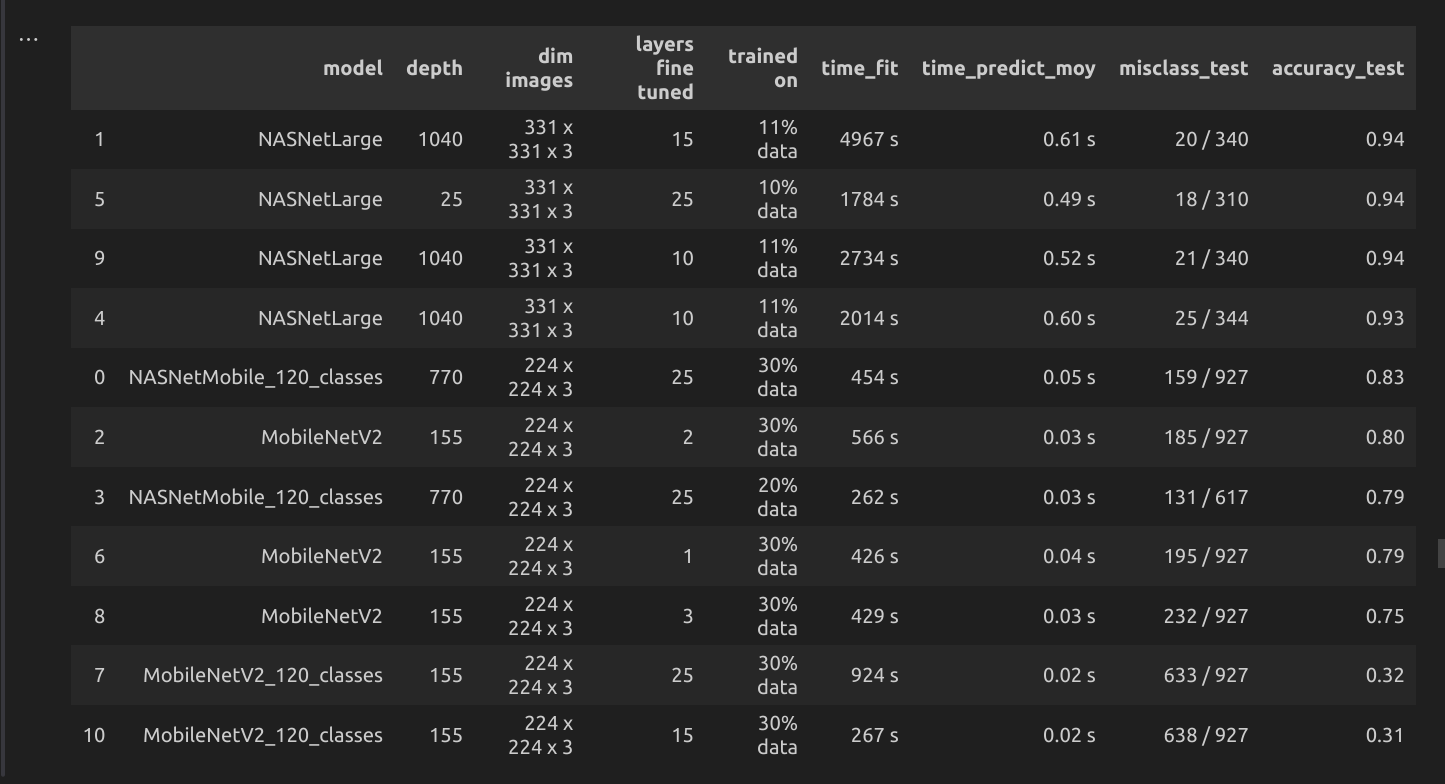 ...
model depth dim images layers fine tuned trained on time_fit time_predict_moy misclass_test accuracy_test
1 NASNetLarge 1040 331 x 331 x 3 15 11% data 4967 s 0.61 s 20 / 340 0.94
5 NASNetLarge 25 331 x 331 x 3 25 10% data 1784 s 0.49 s 18 / 310 0.94
9 NASNetLarge 1040 331 x 331 x 3 10 11% data 2734 s 0.52 s 21 / 340 0.94
4 NASNetLarge 1040 331 x 331 x 3 10 11% data 2014 s 0.60 s 25 / 344 0.93
0 NASNetMobile_120_classes 770 224 x 224 x 3 25 30% data 454 s 0.05 s 159 / 927 0.83
2 MobileNetV2 155 224 x 224 x 3 2 30% data 566 s 0.03 s 185 / 927 0.80
3 NASNetMobile_120_classes 770 224 x 224 x 3 25 20% data 262 s 0.03 s 131 / 617 0.79
6 MobileNetV2 155 224 x 224 x 3 1 30% data 426 s 0.04 s 195 / 927 0.79
8 MobileNetV2 155 224 x 224 x 3 3 30% data 429 s 0.03 s 232 / 927 0.75
7 MobileNetV2_120_classes 155 224 x 224 x 3 25 30% data 924 s 0.02 s 633 / 927 0.32
10 MobileNetV2_120_classes 155 224 x 224 x 3 15 30% data 267 s 0.02 s 638 / 927 0.31